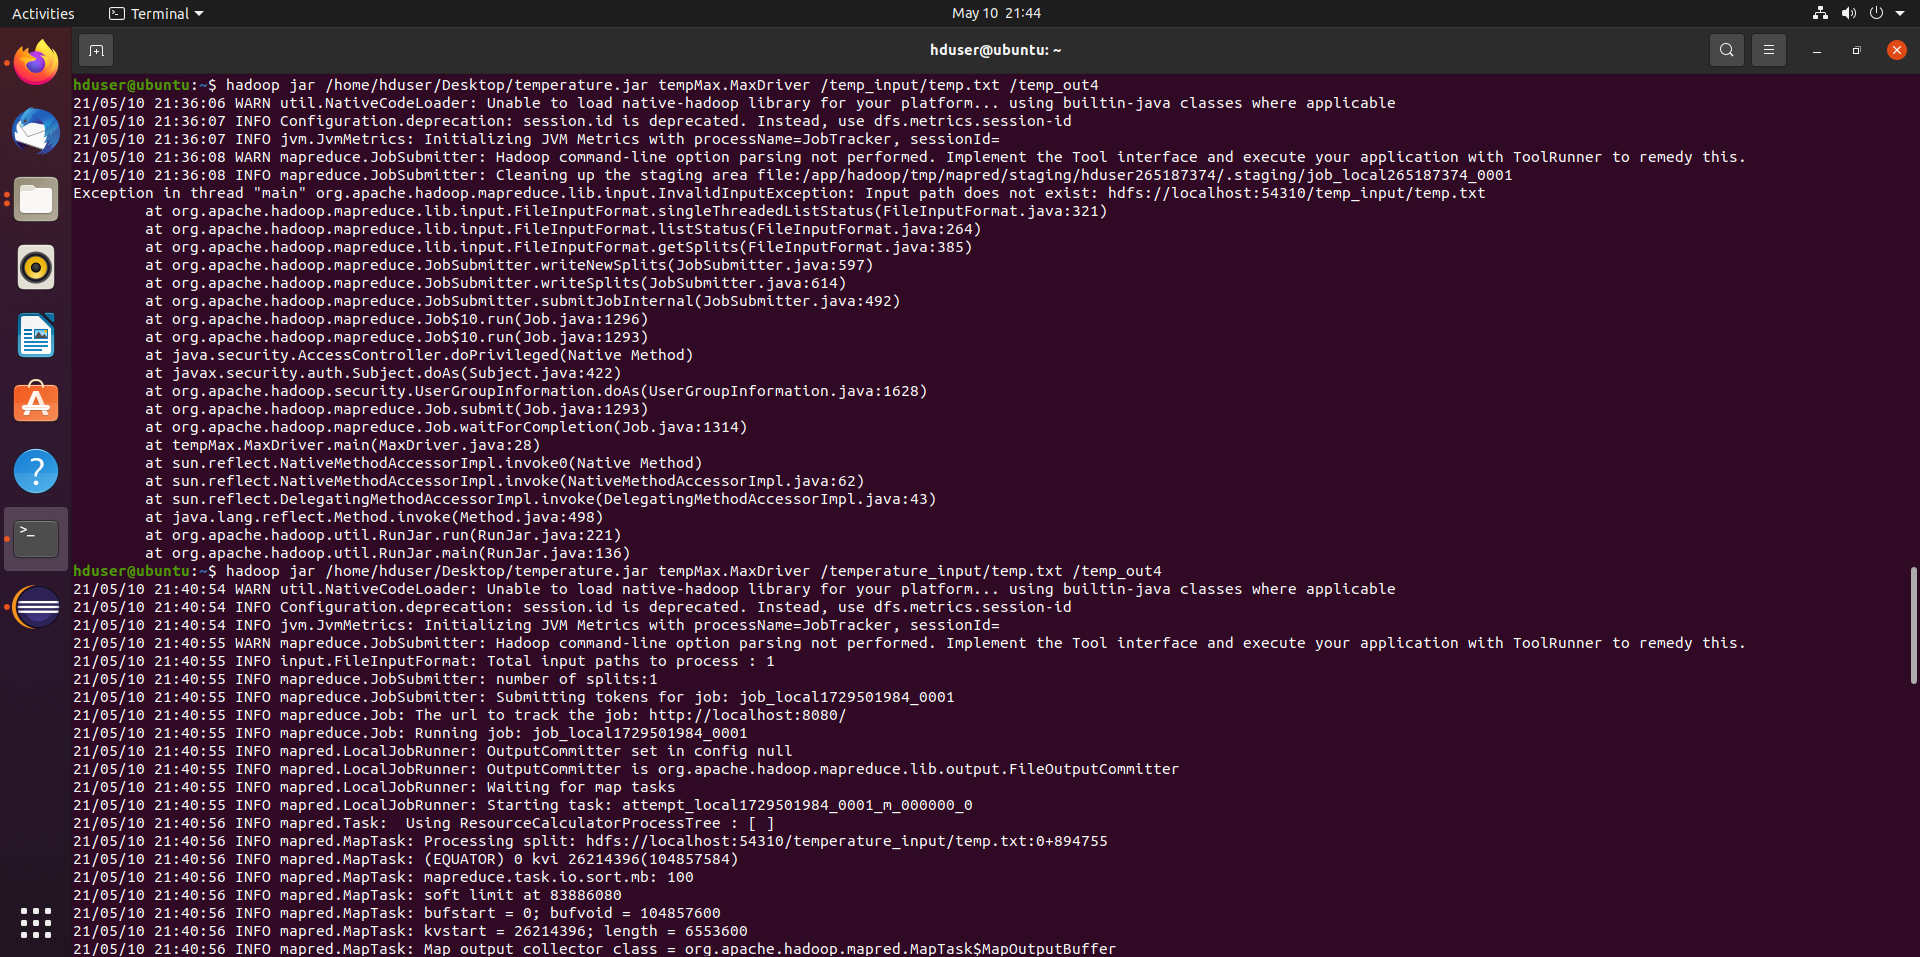 Activities
Terminal
May 10 21:44
hduser@ubuntu: ~
hduser@ubuntu:~$ hadoop jar /home/hduser/Desktop/temperature.jar tempMax.MaxDriver /temp_input/temp.txt /temp_out4
21/05/10 21:36:06 WARN util.NativeCodeLoader: Unable to load native-hadoop library for your platform... using builtin-java classes where applicable
21/05/10 21:36:07 INFO Configuration.deprecation: session.id is deprecated. Instead, use dfs.metrics.session-id
21/05/10 21:36:07 INFO jvm.JvmMetrics: Initializing JVM Metrics with processName=JobTracker, sessionId=
21/05/10 21:36:08 WARN mapreduce.JobSubmitter: Hadoop command-line option parsing not performed. Implement the Tool interface and execute your application with ToolRunner to remedy this.
21/05/10 21:36:08 INFO mapreduce.JobSubmitter: Cleaning up the staging area file:/app/hadoop/tmp/mapred/staging/hduser265187374/.staging/job_local265187374_0001
Exception in thread "main" org.apache.hadoop.mapreduce.lib.input.InvalidInputException: Input path does not exist: hdfs://localhost:54310/temp_input/temp.txt
at org.apache.hadoop.mapreduce.lib.input.FileInputFormat.singleThreadedListStatus(FileInputFormat.java:321)
at org.apache.hadoop.mapreduce.lib.input.FileInputFormat.listStatus(FileInputFormat.java:264)
at org.apache.hadoop.mapreduce.lib.input.FileInputFormat.getSplits(FileInputFormat.java:385)
at org.apache.hadoop.mapreduce.JobSubmitter.writeNewSplits(JobSubmitter.java:597)
at org.apache.hadoop.mapreduce.JobSubmitter.writeSplits(JobSubmitter.java:614)
at org.apache.hadoop.mapreduce.JobSubmitter.submitJobInternal(JobSubmitter.java:492)
at org.apache.hadoop.mapreduce.Job$10.run(Job.java:1296)
at org.apache.hadoop.mapreduce.Job$10.run(Job.java:1293)
at java.security.AccessController.doPrivileged(Native Method)
at javax.security.auth.Subject.doAs(Subject.java:422)
at org.apache.hadoop.security.UserGroupInformation.doAs(UserGroupInformation.java:1628)
at org.apache.hadoop.mapreduce.Job.submit(Job.java:1293)
at org.apache.hadoop.mapreduce.Job.waitForCompletion(Job.java:1314)
at tempMax.MaxDriver.main(MaxDriver.java:28)
at sun.reflect.NativeMethodAccessorImpl.invoke0(Native Method)
at sun.reflect.NativeMethodAccessorImpl.invoke(NativeMethodAccessorImpl.java:62)
at sun.reflect.DelegatingMethodAccessorImpl.invoke(DelegatingMethodAccessorImpl.java:43)
at java.lang.reflect.Method.invoke(Method.java:498)
at org.apache.hadoop.util.RunJar.run(RunJar.java:221)
at org.apache.hadoop.util.RunJar.main(RunJar.java:136)
hduser@ubuntu:~$ hadoop jar /home/hduser/Desktop/temperature.jar tempMax.MaxDriver /temperature_input/temp.txt /temp_out4
21/05/10 21:40:54 WARN util.NativeCodeLoader: Unable to load native-hadoop library for your platform... using builtin-java classes where applicable
21/05/10 21:40:54 INFO Configuration.deprecation: session.id is deprecated. Instead, use dfs.metrics.session-id
21/05/10 21:40:54 INFO jvm.JvmMetrics: Initializing JVM Metrics with processName=JobTracker, sessionId=
21/05/10 21:40:55 WARN mapreduce.JobSubmitter: Hadoop command-line option parsing not performed. Implement the Tool interface and execute your application with ToolRunner to remedy this.
21/05/10 21:40:55 INFO input.FileInputFormat: Total input paths to process : 1
21/05/10 21:40:55 INFO mapreduce.JobSubmitter: number of splits:1
21/05/10 21:40:55 INFO mapreduce.JobSubmitter: Submitting tokens for job: job_local1729501984_0001
21/05/10 21:40:55 INFO mapreduce.Job: The url to track the job: http://localhost:8080/
21/05/10 21:40:55 INFO mapreduce.Job: Running job: job_local1729501984_0001
21/05/10 21:40:55 INFO mapred.LocalJobRunner: OutputCommitter set in config null
21/05/10 21:40:55 INFO mapred.LocalJobRunner: OutputCommitter is org.apache.hadoop.mapreduce.lib.output.FileOutputCommitter
21/05/10 21:40:55 INFO mapred.LocalJobRunner: Waiting for map tasks
21/05/10 21:40:55 INFO mapred.LocalJobRunner: Starting task: attempt_local1729501984_0001_m_000000_0
21/05/10 21:40:56 INFO mapred.Task:  Using ResourceCalculatorProcessTree : [ ]
21/05/10 21:40:56 INFO mapred.MapTask: Processing split: hdfs://localhost:54310/temperature_input/temp.txt:0+894755
21/05/10 21:40:56 INFO mapred.MapTask: (EQUATOR) 0 kvi 26214396(104857584)
21/05/10 21:40:56 INFO mapred.MapTask: mapreduce.task.io.sort.mb: 100
21/05/10 21:40:56 INFO mapred.MapTask: soft limit at 83886080
21/05/10 21:40:56 INFO mapred.MapTask: bufstart = 0; bufvoid = 104857600
21/05/10 21:40:56 INFO mapred.MapTask: kvstart = 26214396; length = 6553600
21/05/10 21:40:56 INFO mapred.MapTask: Map output collector class = org.apache.hadoop.mapred.MapTask$MapOutputBuffer